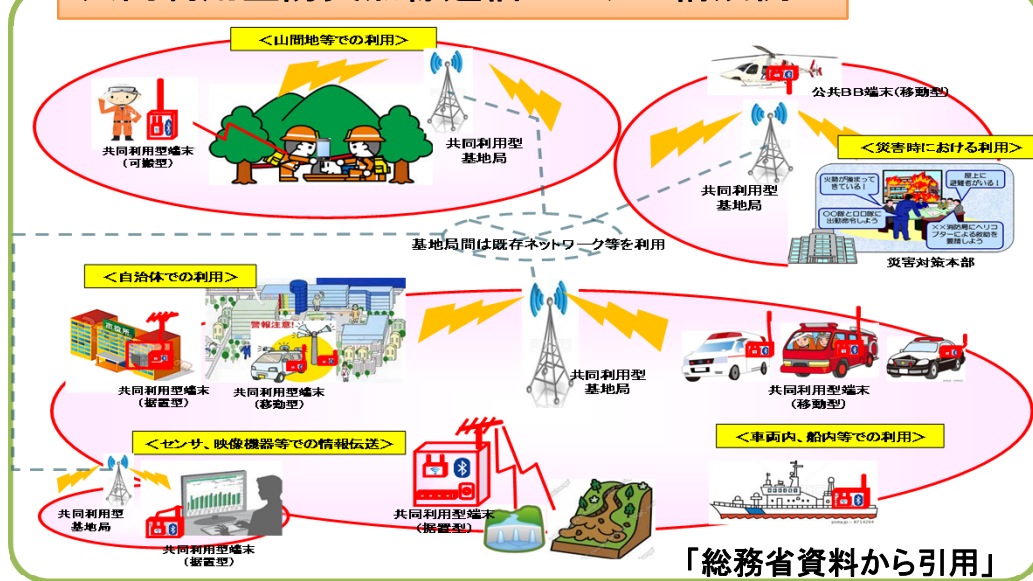 ＜山間地等での利用＞
共同利用型端末
(可搬型)
共同利用型
基地局
公共ＢＢ端末(移動型)
共同利用型
基地局
＜災害時における利用＞
火勢が強まって
きている！
屋上に
避難者がいる！
○○隊と口口隊に
出動命令しよう
××消防局にヘリコ
プターによる救助を
要請しよう
災害対策本部
基地局間は既存ネットワーク等を利用
＜自治体での利用＞
市役所
警報注意!
共同利用型端末
(据置型)
共同利用型端末
(移動型)
共同利用型
基地局
共同利用型端末
(移動型)
＜センサ、映像機器等での情報伝送＞
共同利用型
基地局
共同利用型端末
(据置型)
共同利用型端末
(据置型)
＜車両内、船内等での利用＞
「総務省資料から引用」